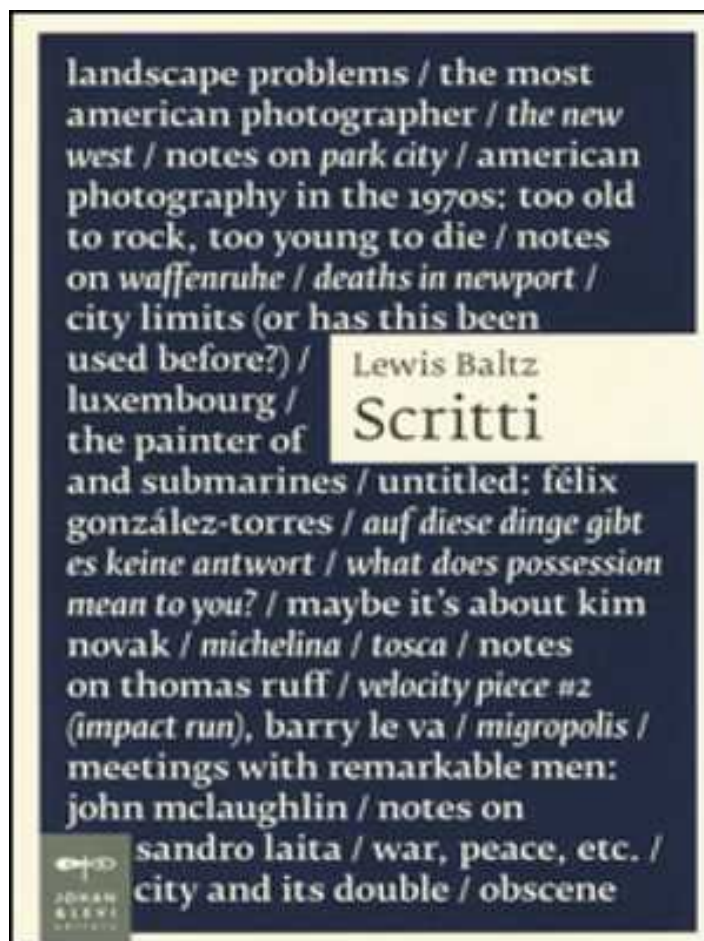 landscape problems / the most
american photographer / the new
west / notes on park city / american
photography in the 1970s: too old
to rock, too young to die / notes
on waffenruhe / deaths in newport /
city limits (or has this been
used before?) /
luxembourg /
the painter of
Lewis Baltz
Scritti
and submarines / untitled: félix
gonzález-torres / auf diese dinge gibt
es keine antwort / what does possession
mean to you? / maybe it's about kim
novak / michelina / tosca / notes
on thomas ruff / velocity piece #2
(impact run), barry le va / migropolis /
meetings with remarkable men:
john mclaughlin / notes on
sandro laita / war, peace, etc. /
city and its double / obscene
JOHAN
& LEVI